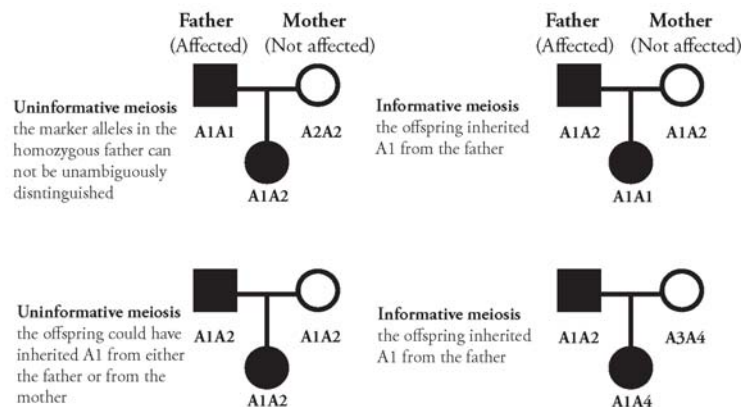 Father Mother
(Affected) (Not affected)
Uninformative meiosis
the marker alleles in the
homozygous father can
not be unambiguously
disntinguished
A1A1 A2A2
A1A2
Father Mother
(Affected) (Not affected)
Informative meiosis
the offspring inherited
A1 from the father
A1A2 A1A2
A1A1
Uninformative meiosis
the offspring could have
inherited A1 from either
the father or from the
mother
A1A2 A1A2
A1A2
Informative meiosis
the offspring inherited
A1 from the father
A1A2 A3A4
A1A4